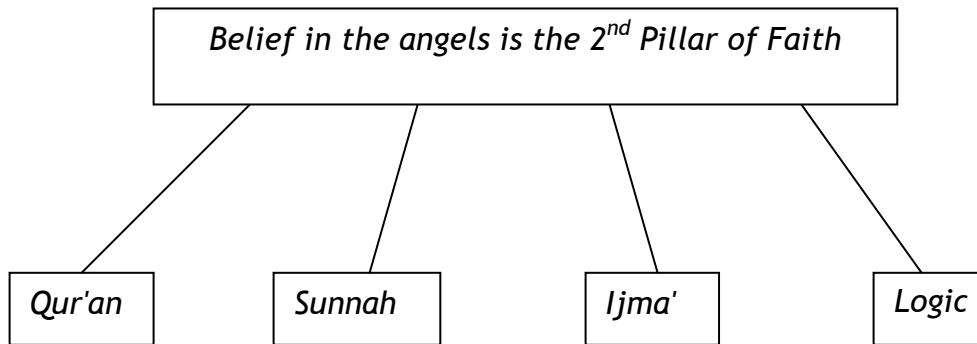 Belief in the angels is the 2nd Pillar of Faith
Qur'an
Sunnah
Ijma'
Logic